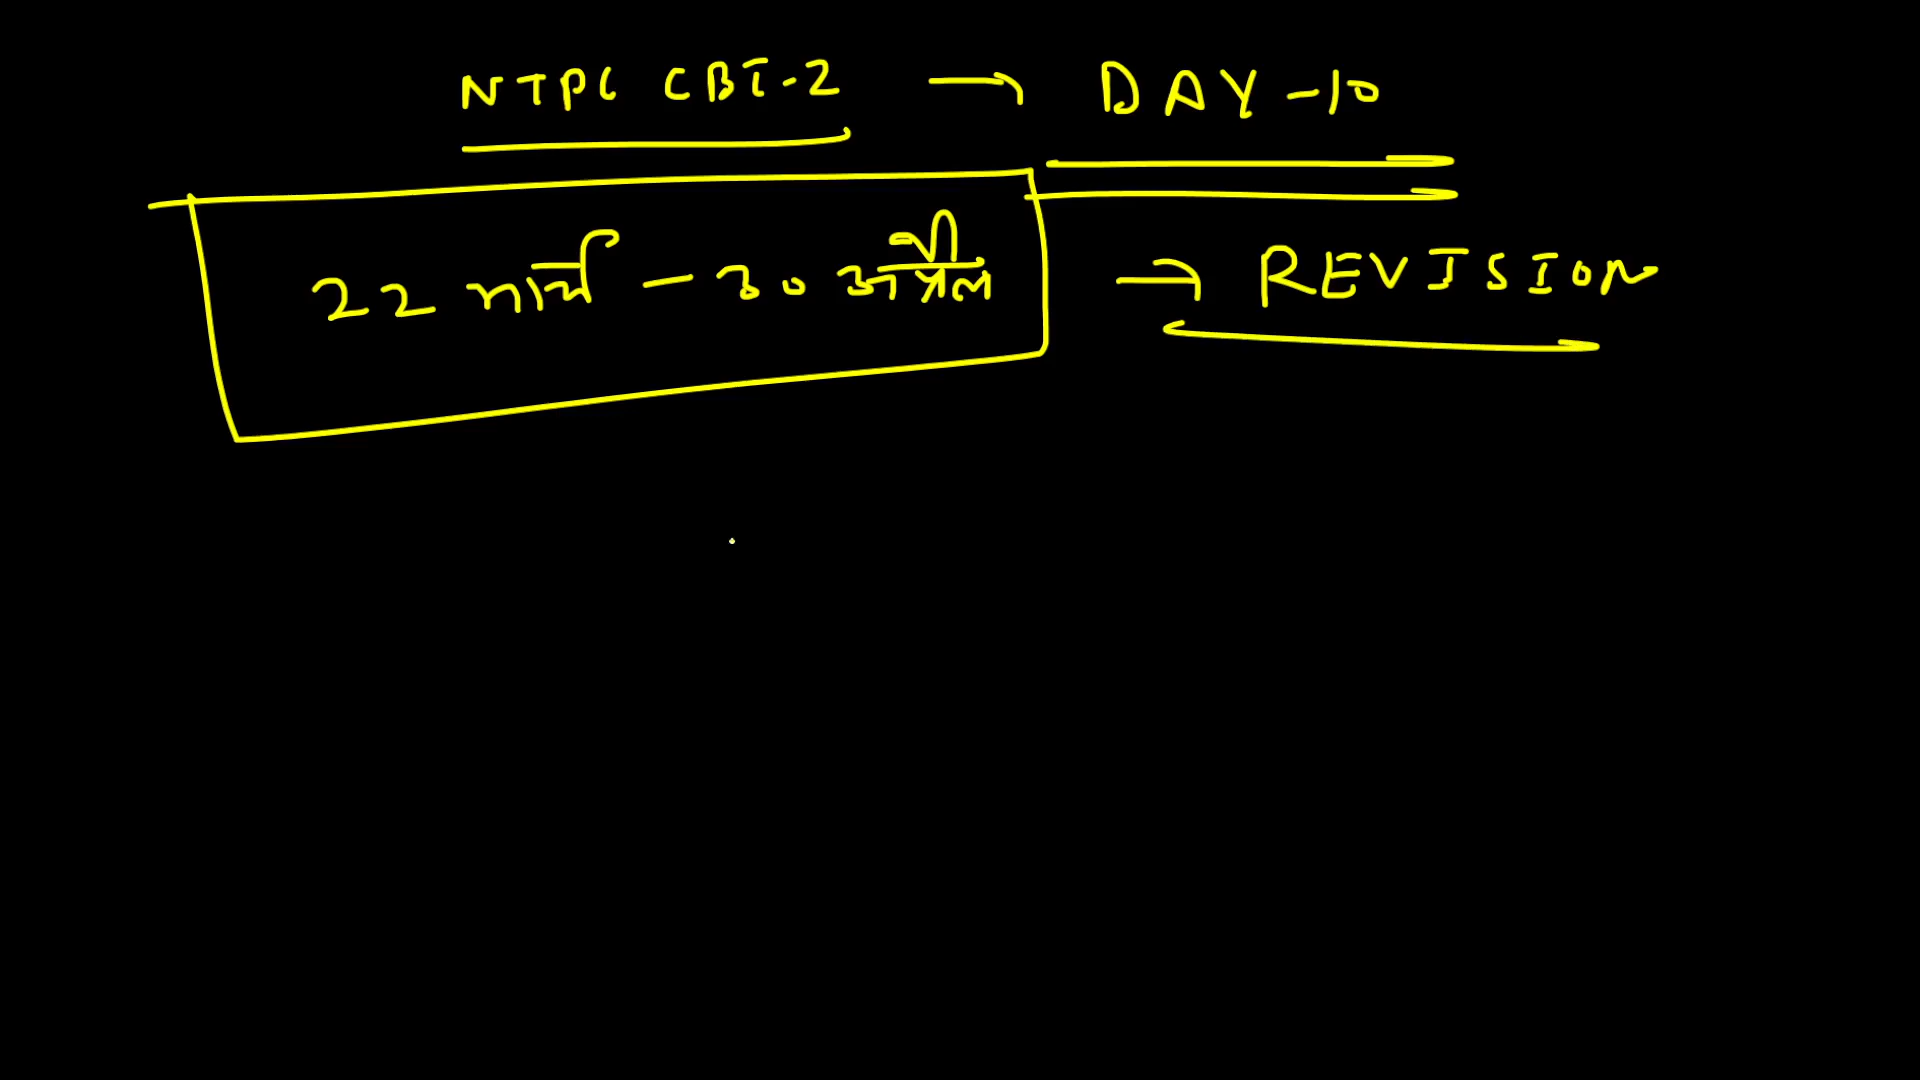 NTPC CBT-2 → DAY-10
22 मार्च - 30 अप्रैल → REVISION